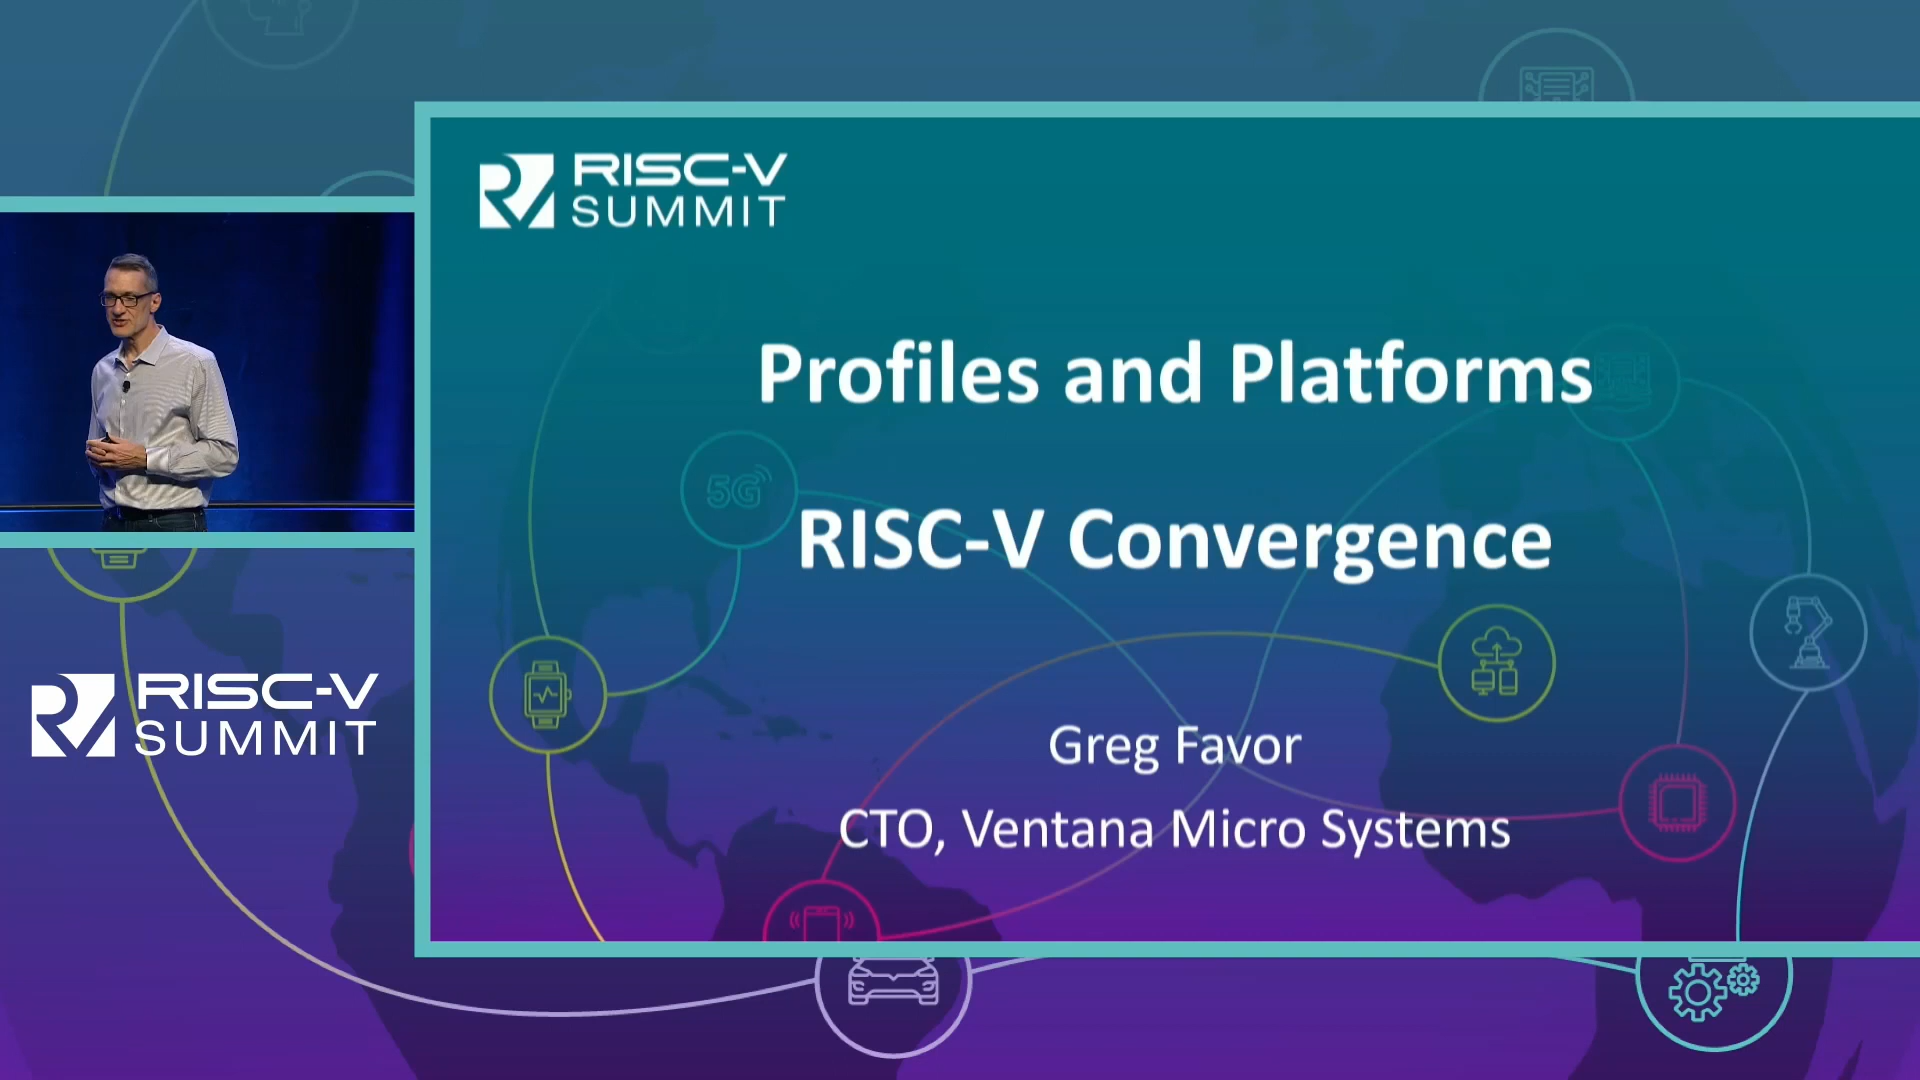 RISC-V
SUMMIT
Profiles and Platforms
5G
RISC-V Convergence
Greg Favor
CTO, Ventana Micro Systems
RISC-V
SUMMIT